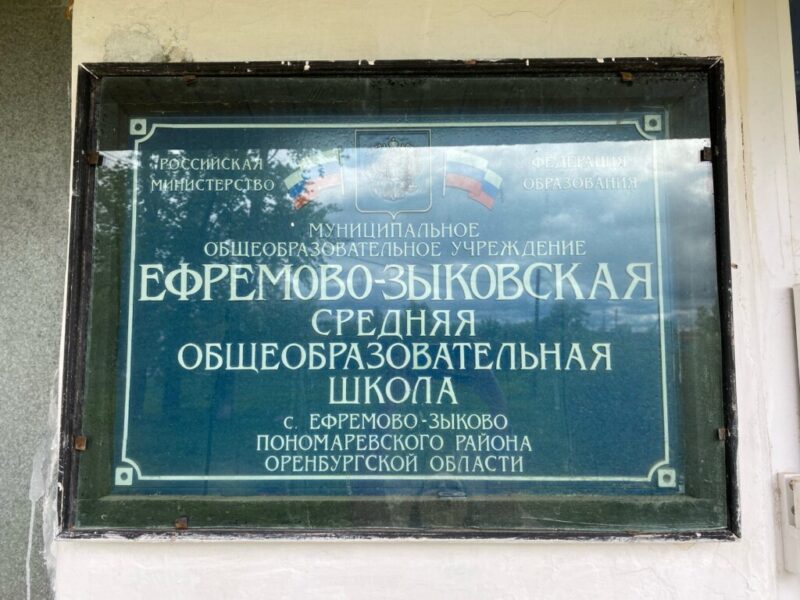 РОССИЙСКАЯ ФЕДЕРАЦИЯ
МИНИСТЕРСТВО ОБРАЗОВАНИЯ
МУНИЦИПАЛЬНОЕ
ОБЩЕОБРАЗОВАТЕЛЬНОЕ УЧРЕЖДЕНИЕ
ЕФРЕМОВО-ЗЫКОВСКАЯ
СРЕДНЯЯ
ОБЩЕОБРАЗОВАТЕЛЬНАЯ
ШКОЛА
с. ЕФРЕМОВО-ЗЫКОВО
ПОНОМАРЕВСКОГО РАЙОНА
ОРЕНБУРГСКОЙ ОБЛАСТИ